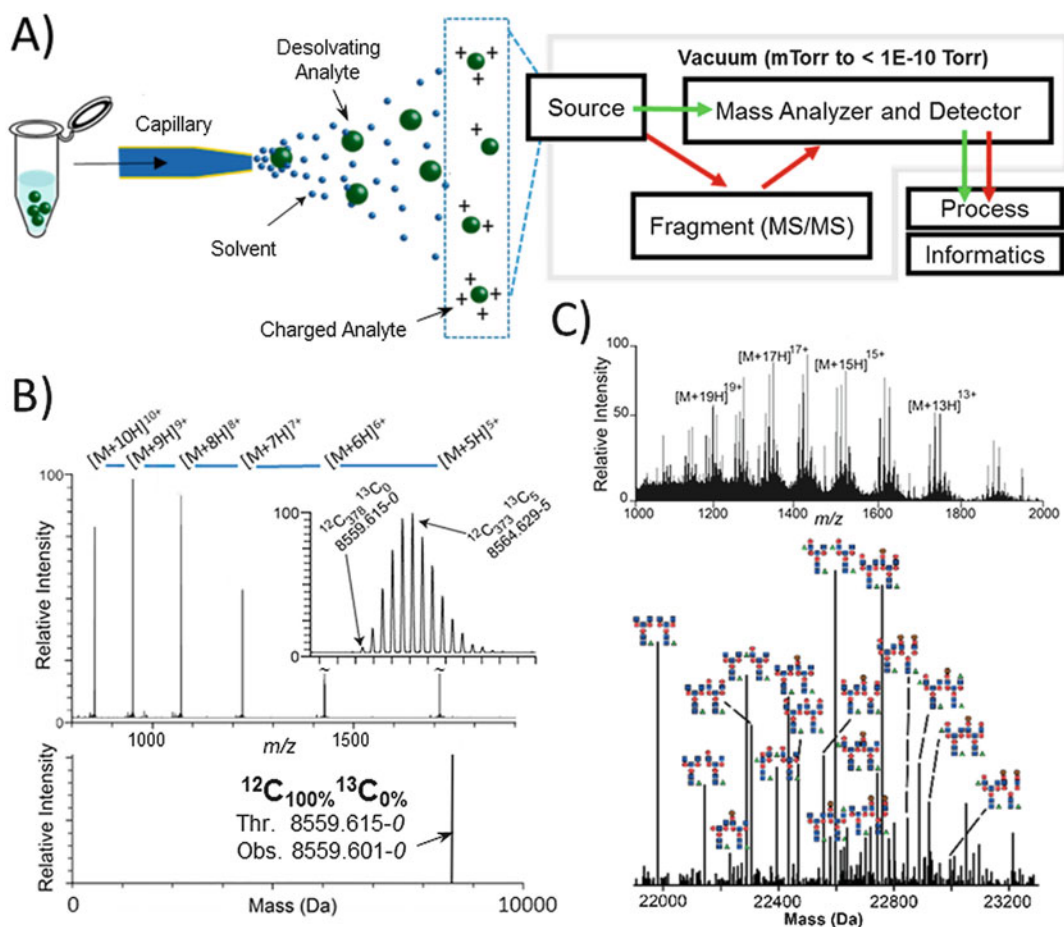 A)
Desolvating
Analyte
Capillary
Solvent
Charged Analyte
+ + +
+
+
+
+ +
+ +
+
Vacuum (mTorr to < 1E-10 Torr)
Source
Mass Analyzer and Detector
Fragment (MS/MS)
Process
Informatics
B)
[M+10H]10+
[M+9H]9+
[M+8H]8+
[M+7H]7+
[M+6H]6+
[M+5H]5+
100
50
0
Relative Intensity
1000
1500
m/z
12C378 13C0
8559.615-0
12C373 13C5
8564.629-5
100
50
0
~
~
Relative Intensity
12C100% 13C0%
Thr. 8559.615-0
Obs. 8559.601-0
0
Mass (Da)
10000
C)
100
50
0
Relative Intensity
[M+19H]19+
[M+17H]17+
[M+15H]15+
[M+13H]13+
1000
1200
1400
1600
1800
2000
m/z
22000
22400
22800
23200
Mass (Da)